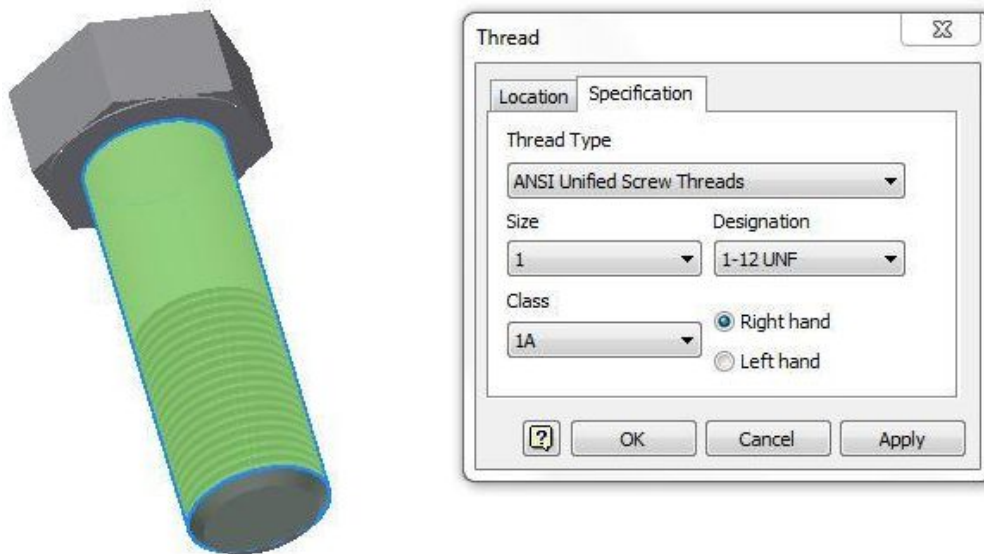 Thread
Location Specification
Thread Type
ANSI Unified Screw Threads
Size Designation
1 1-12 UNF
Class
Right hand
1A
Left hand
? OK Cancel Apply